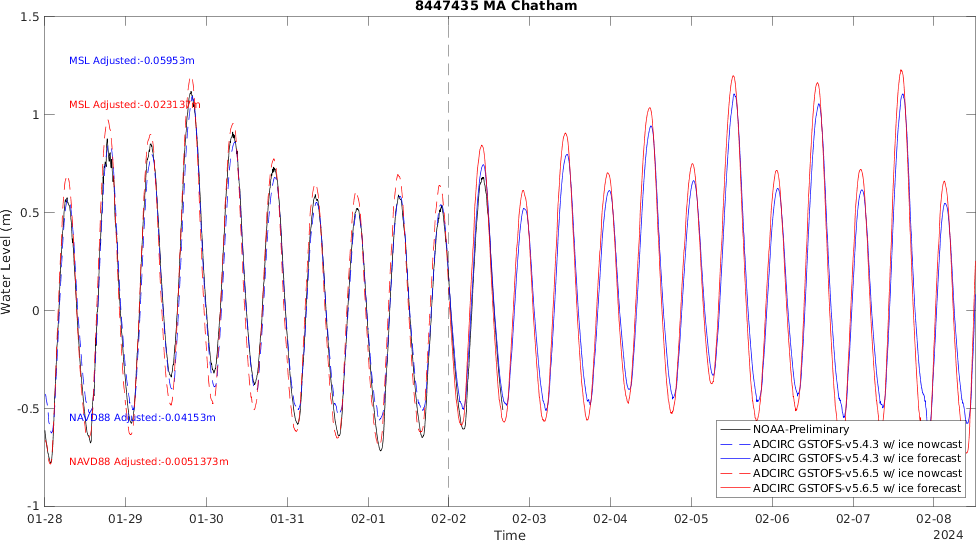 8447435 MA Chatham
1.5
1
0.5
0
-0.5
-1
Water Level (m)
MSL Adjusted:-0.05953m
MSL Adjusted:-0.023137m
NAVD88 Adjusted:-0.04153m
NAVD88 Adjusted:-0.0051373m
NOAA-Preliminary
ADCIRC GSTOFS-v5.4.3 w/ ice nowcast
ADCIRC GSTOFS-v5.4.3 w/ ice forecast
ADCIRC GSTOFS-v5.6.5 w/ ice nowcast
ADCIRC GSTOFS-v5.6.5 w/ ice forecast
01-28 01-29 01-30 01-31 02-01 02-02 02-03 02-04 02-05 02-06 02-07 02-08
Time
2024